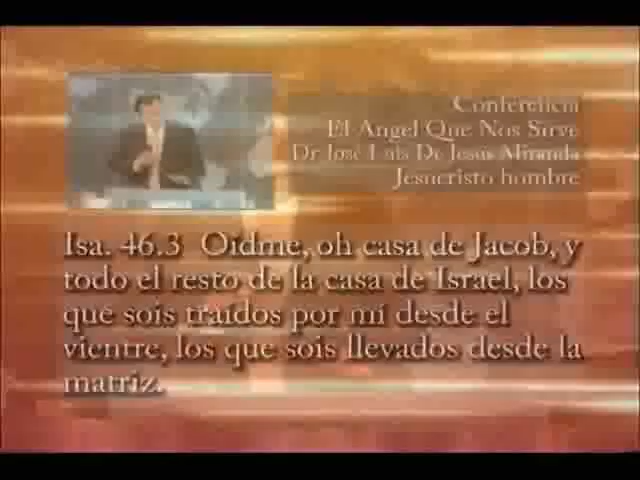 Conferencia
El Angel Que Nos Sirve
Dr José Luis De Jesús Miranda
Jesucristo hombre
Isa. 46.3 Oídme, oh casa de Jacob, y
todo el resto de la casa de Israel, los
que sois traídos por mí desde el
vientre, los que sois llevados desde la
matriz.